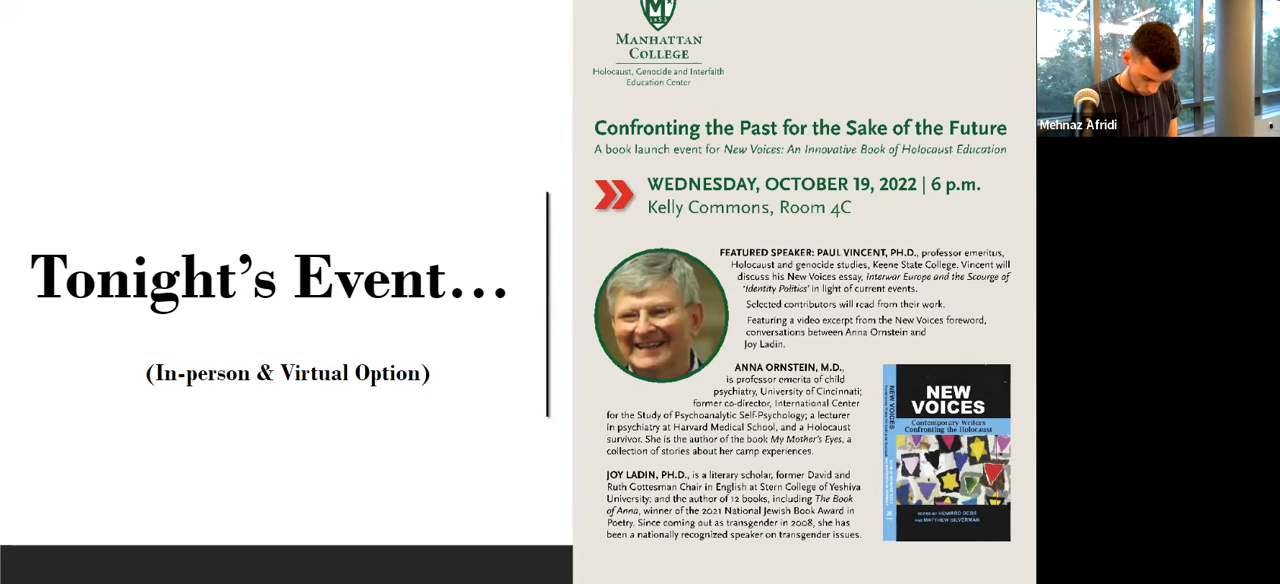 Tonight's Event…
(In-person & Virtual Option)
M
1853
MANHATTAN
COLLEGE
Holocaust, Genocide and Interfaith
Education Center
Confronting the Past for the Sake of the Future
A book launch event for New Voices: An Innovative Book of Holocaust Education
WEDNESDAY, OCTOBER 19, 2022 | 6 p.m.
Kelly Commons, Room 4C
FEATURED SPEAKER: PAUL VINCENT, PH.D., professor emeritus,
Holocaust and genocide studies, Keene State College. Vincent will
discuss his New Voices essay, Interwar Europe and the Scourge of
'Identity Politics' in light of current events.
Selected contributors will read from their work.
Featuring a video excerpt from the New Voices foreword,
conversations between Anna Ornstein and
Joy Ladin.
ANNA ORNSTEIN, M.D.,
is professor emerita of child
psychiatry, University of Cincinnati;
former co-director, International Center
for the Study of Psychoanalytic Self-Psychology; a lecturer
in psychiatry at Harvard Medical School, and a Holocaust
survivor. She is the author of the book My Mother's Eyes, a
collection of stories about her camp experiences.
JOY LADIN, PH.D., is a literary scholar, former David and
Ruth Gottesman Chair in English at Stern College of Yeshiva
University; and the author of 12 books, including The Book
of Anna, winner of the 2021 National Jewish Book Award in
Poetry. Since coming out as transgender in 2008, she has
been a nationally recognized speaker on transgender issues.
NEW VOICES
NEW
VOICES
Contemporary Writers
Confronting the Holocaust
EDITED BY HOWARD DEBS
AND MATTHEW SILVERMAN
Mehnaz Afridi